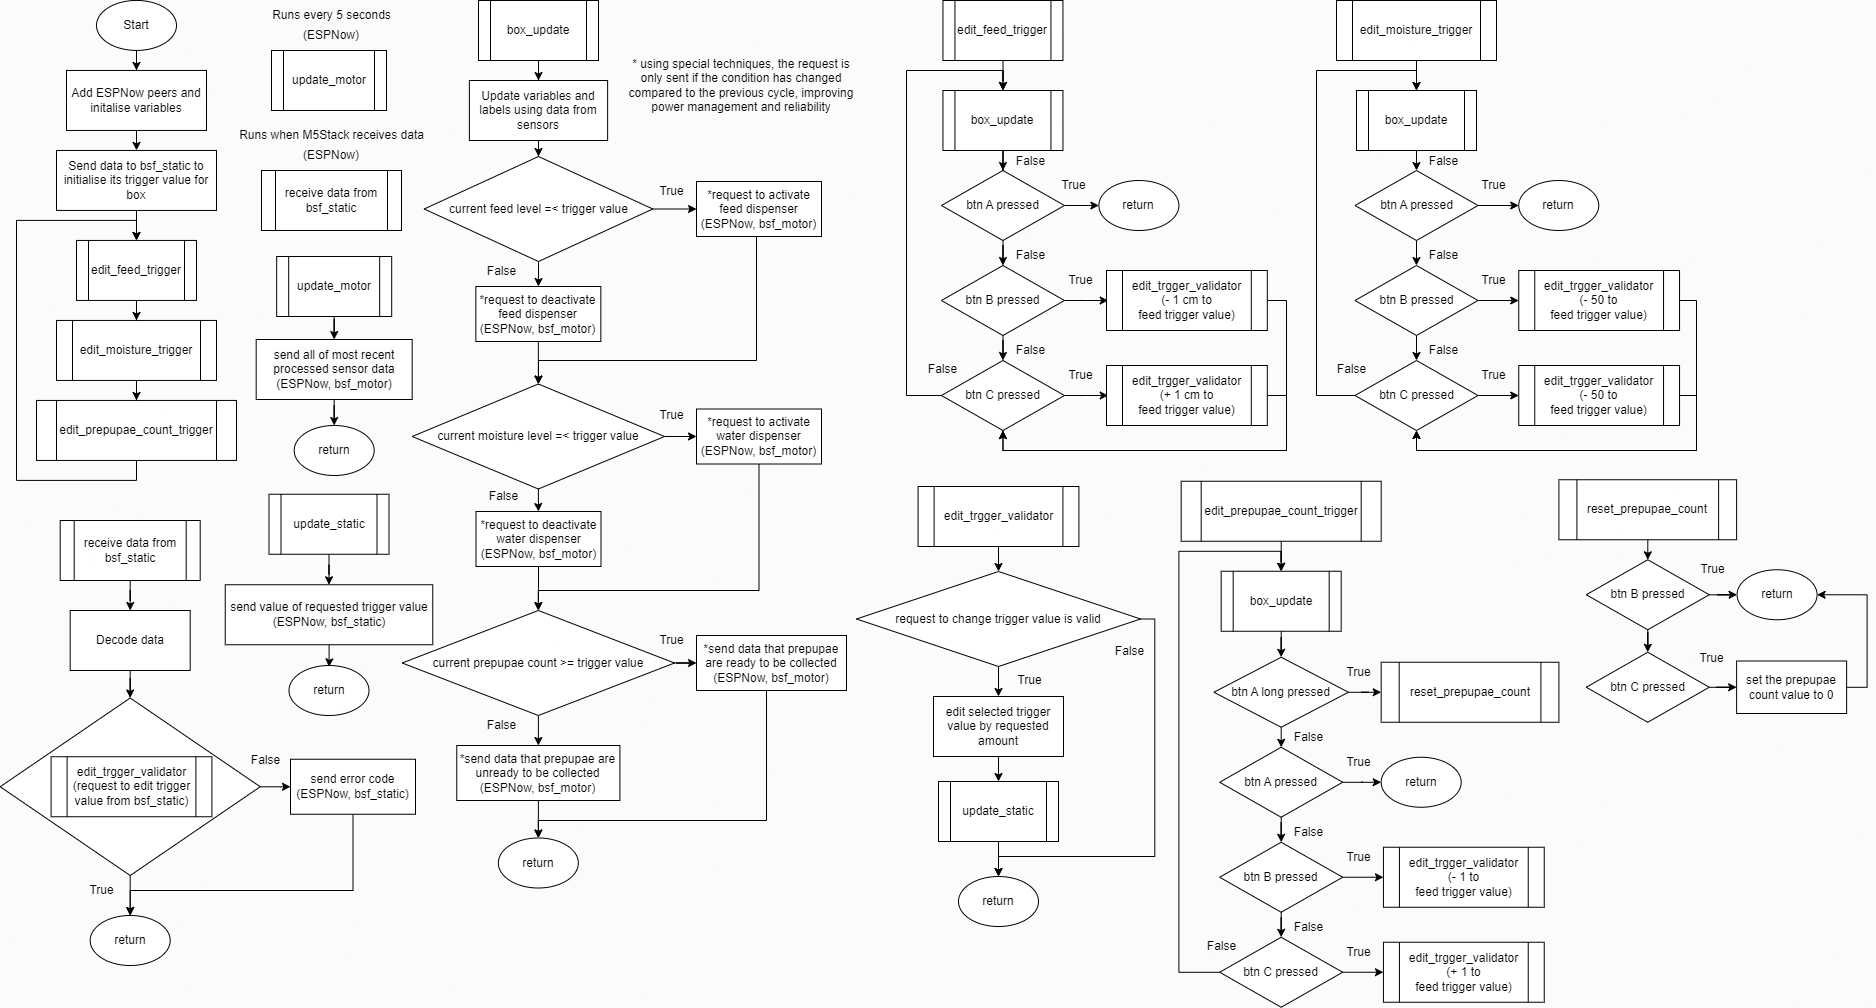 Start
Add ESPNow peers and
initalise variables
Send data to bsf_static to
initialise its trigger value for
box
edit_feed_trigger
edit_moisture_trigger
edit_prepupae_count_trigger
Runs every 5 seconds
(ESPNow)
update_motor
Runs when M5Stack receives data
(ESPNow)
receive data from
bsf_static
update_motor
send all of most recent
processed sensor data
(ESPNow, bsf_motor)
return
update_static
send value of requested trigger value
(ESPNow, bsf_static)
return
receive data from
bsf_static
Decode data
edit_trgger_validator
(request to edit trigger
value from bsf_static)
False
send error code
(ESPNow, bsf_static)
True
return
box_update
Update variables and
labels using data from
sensors
* using special techniques, the request is
only sent if the condition has changed
compared to the previous cycle, improving
power management and reliability
current feed level =< trigger value
True
*request to activate
feed dispenser
(ESPNow, bsf_motor)
False
*request to deactivate
feed dispenser
(ESPNow, bsf_motor)
current moisture level =< trigger value
True
*request to activate
water dispenser
(ESPNow, bsf_motor)
False
*request to deactivate
water dispenser
(ESPNow, bsf_motor)
current prepupae count >= trigger value
True
*send data that prepupae
are ready to be collected
(ESPNow, bsf_motor)
False
*send data that prepupae are
unready to be collected
(ESPNow, bsf_motor)
return
edit_feed_trigger
box_update
False
btn A pressed
True
return
False
btn B pressed
True
edit_trgger_validator
(- 1 cm to
feed trigger value)
False
False
btn C pressed
True
edit_trgger_validator
(+ 1 cm to
feed trigger value)
edit_moisture_trigger
box_update
False
btn A pressed
True
return
False
btn B pressed
True
edit_trgger_validator
(- 50 to
feed trigger value)
False
False
btn C pressed
True
edit_trgger_validator
(- 50 to
feed trigger value)
edit_trgger_validator
request to change trigger value is valid
False
True
edit selected trigger
value by requested
amount
update_static
return
edit_prepupae_count_trigger
box_update
btn A long pressed
True
reset_prepupae_count
False
btn A pressed
True
return
False
btn B pressed
True
edit_trgger_validator
(- 1 to
feed trigger value)
False
False
btn C pressed
True
edit_trgger_validator
(+ 1 to
feed trigger value)
reset_prepupae_count
btn B pressed
True
return
btn C pressed
True
set the prepupae
count value to 0